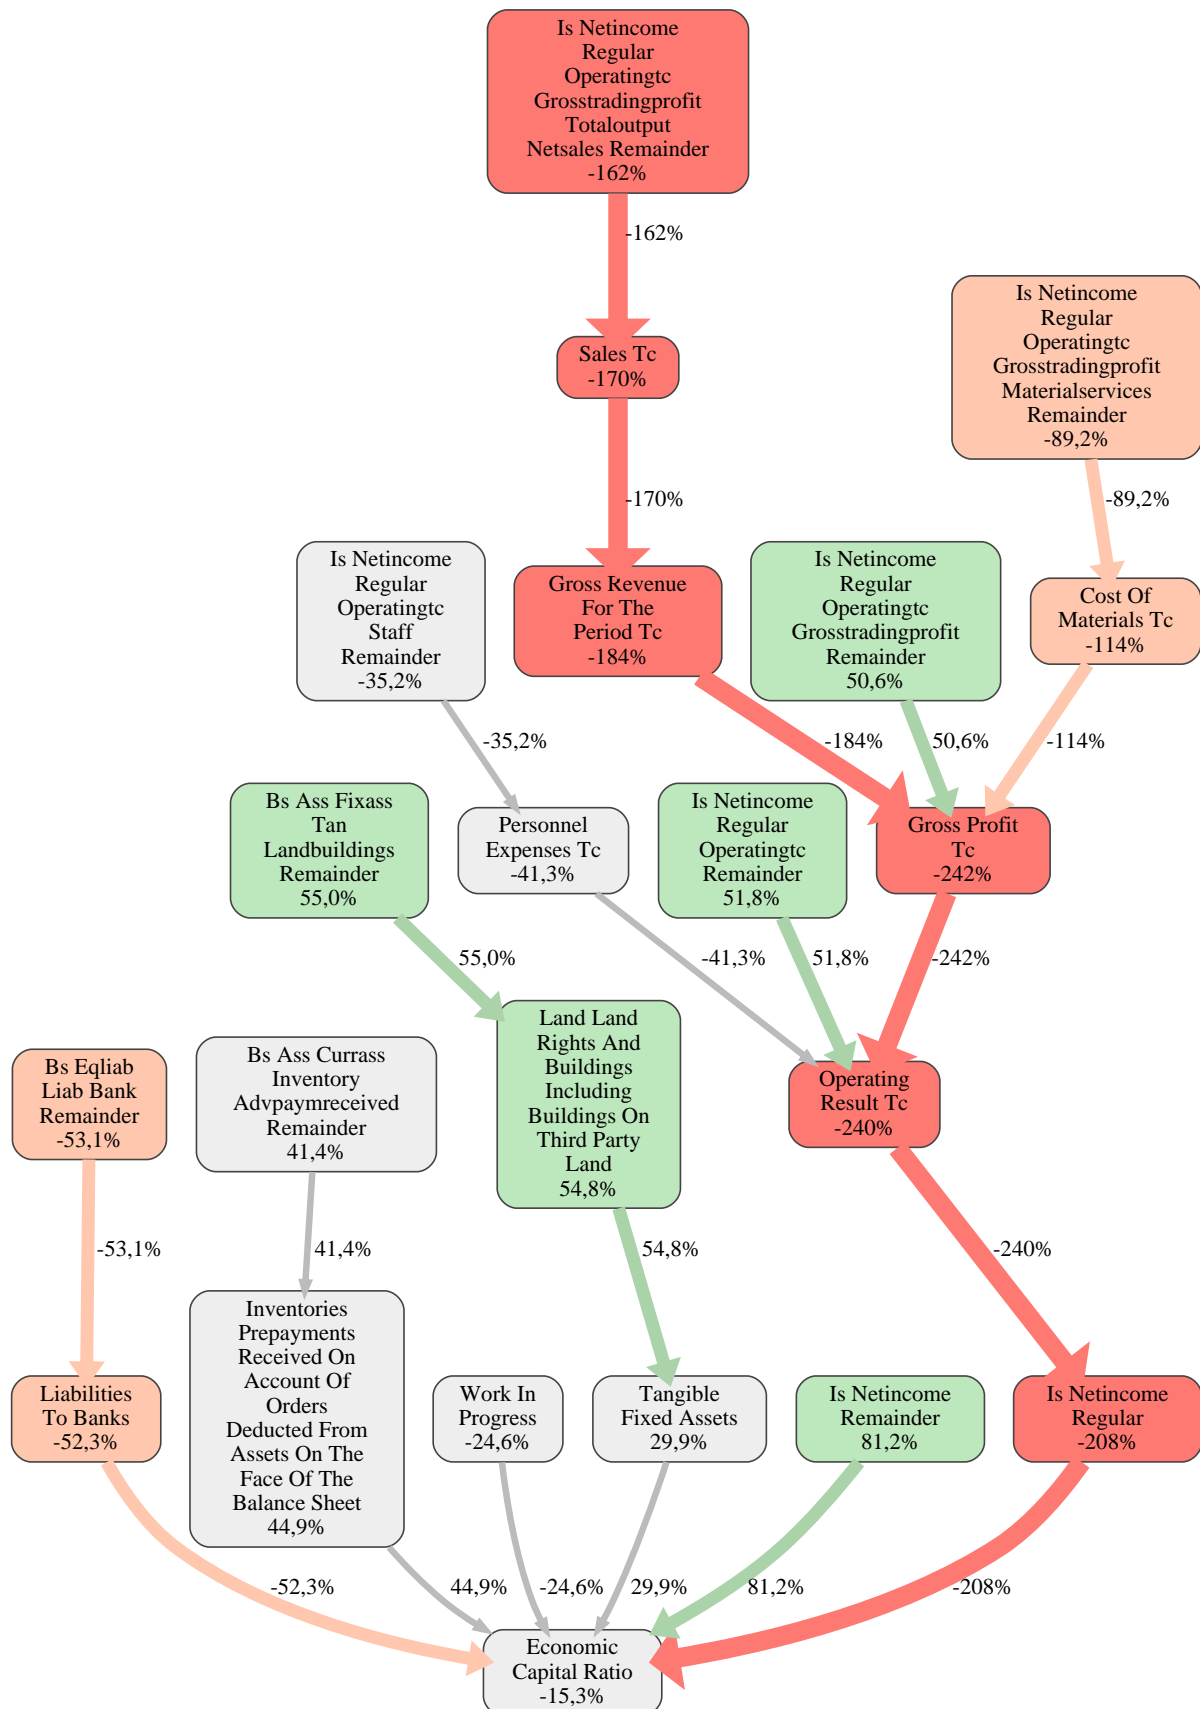 Is Netincome
Regular
Operatingtc
Grosstradingprofit
Totaloutput
Netsales Remainder
-162%
-162%
Is Netincome
Regular
Operatingtc
Grosstradingprofit
Materialservices
Remainder
-89,2%
Sales Tc
-170%
-170%
-89,2%
Is Netincome
Regular
Operatingtc
Staff
Remainder
-35,2%
Gross Revenue
For The
Period Tc
-184%
Is Netincome
Regular
Operatingtc
Grosstradingprofit
Remainder
50,6%
Cost Of
Materials Tc
-114%
-35,2%
-184%
50,6%
-114%
Bs Ass Fixass
Tan
Landbuildings
Remainder
55,0%
Personnel
Expenses Tc
-41,3%
Is Netincome
Regular
Operatingtc
Remainder
51,8%
Gross Profit
Tc
-242%
55,0%
-41,3%
51,8%
-242%
Bs Eqliab
Liab Bank
Remainder
-53,1%
Bs Ass Currass
Inventory
Advpaymreceived
Remainder
41,4%
Land Land
Rights And
Buildings
Including
Buildings On
Third Party
Land
54,8%
Operating
Result Tc
-240%
-53,1%
41,4%
54,8%
-240%
Liabilities
To Banks
-52,3%
Inventories
Prepayments
Received On
Account Of
Orders
Deducted From
Assets On The
Face Of The
Balance Sheet
44,9%
Work In
Progress
-24,6%
Tangible
Fixed Assets
29,9%
Is Netincome
Remainder
81,2%
Is Netincome
Regular
-208%
-52,3%
44,9%
-24,6%
29,9%
81,2%
-208%
Economic
Capital Ratio
-15,3%